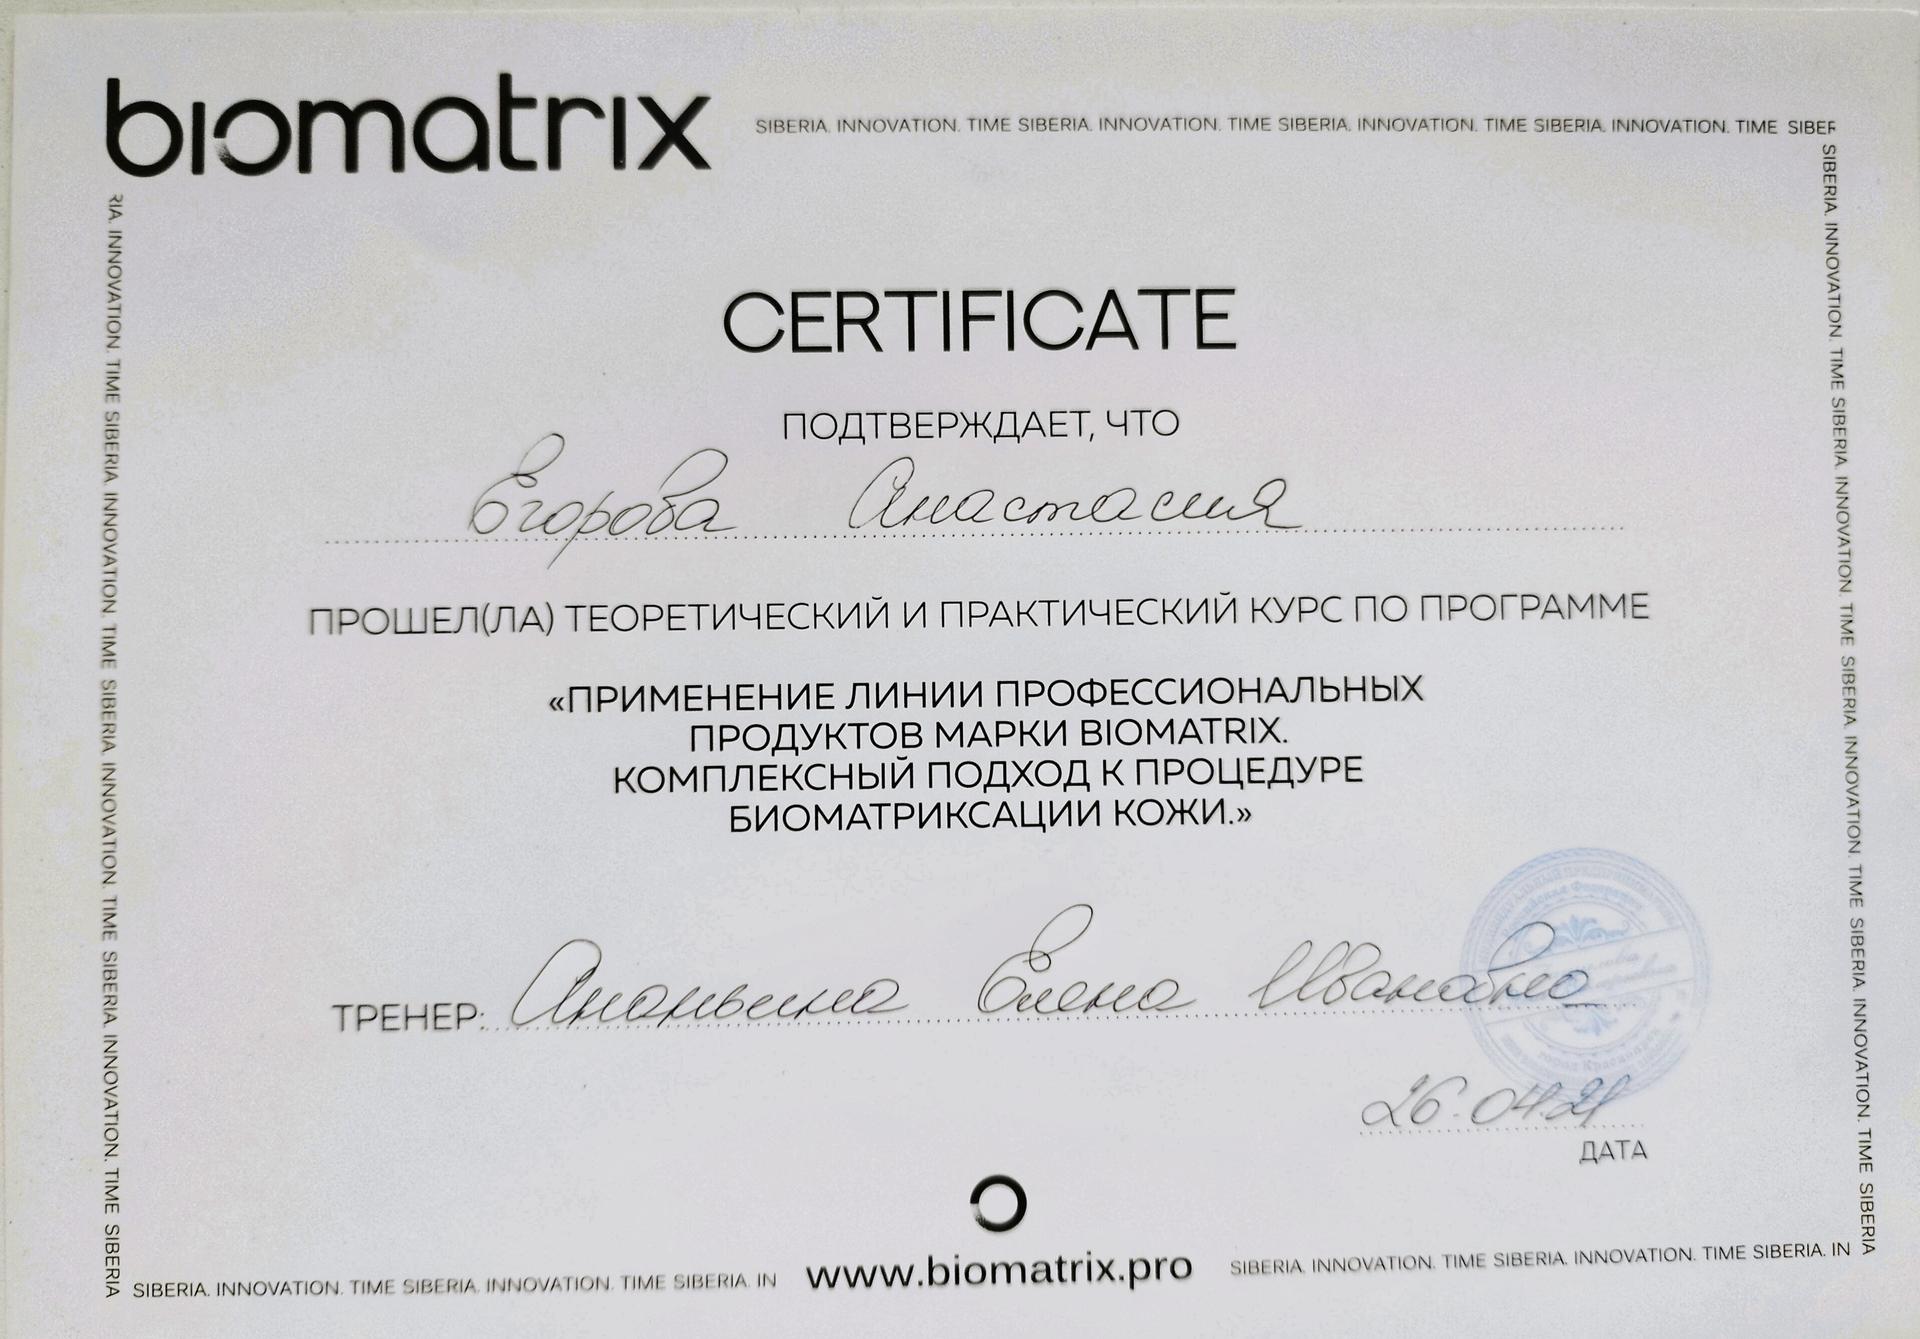 biomatrix
SIBERIA. INNOVATION. TIME SIBERIA. INNOVATION. TIME SIBERIA. INNOVATION. TIME SIBERIA. INNOVATION. TIME SIBER
RIA. INNOVATION. TIME SIBERIA. INNOVATION. TIME SIBERIA. INNOVATION. TIME SIBERIA. INNOVATION. TIME SIBERIA
SIBERIA. INNOVATION. TIME SIBERIA. INNOVATION. TIME SIBERIA. INNOVATION. TIME SIBERIA. INNOVATION. TIME SIBERIA
CERTIFICATE
ПОДТВЕРЖДАЕТ, ЧТО
Егорова Анастасия
ПРОШЕЛ(ЛА) ТЕОРЕТИЧЕСКИЙ И ПРАКТИЧЕСКИЙ КУРС ПО ПРОГРАММЕ
«ПРИМЕНЕНИЕ ЛИНИИ ПРОФЕССИОНАЛЬНЫХ
ПРОДУКТОВ МАРКИ BIOMATRIX.
КОМПЛЕКСНЫЙ ПОДХОД К ПРОЦЕДУРЕ
БИОМАТРИКСАЦИИ КОЖИ.»
ТРЕНЕР: Ананьина Елена Ивановна
город Красноярск
26.04.21
ДАТА
www.biomatrix.pro
SIBERIA. INNOVATION. TIME SIBERIA. INNOVATION. TIME SIBERIA. IN
SIBERIA. INNOVATION. TIME SIBERIA. INNOVATION. TIME SIBERIA. IN